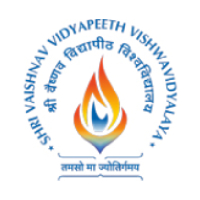 SHRI VAISHNAV VIDYAPEETH VISHWAVIDYALAYA
श्री वैष्णव विद्यापीठ विश्वविद्यालय
तमसो मा ज्योतिर्गमय